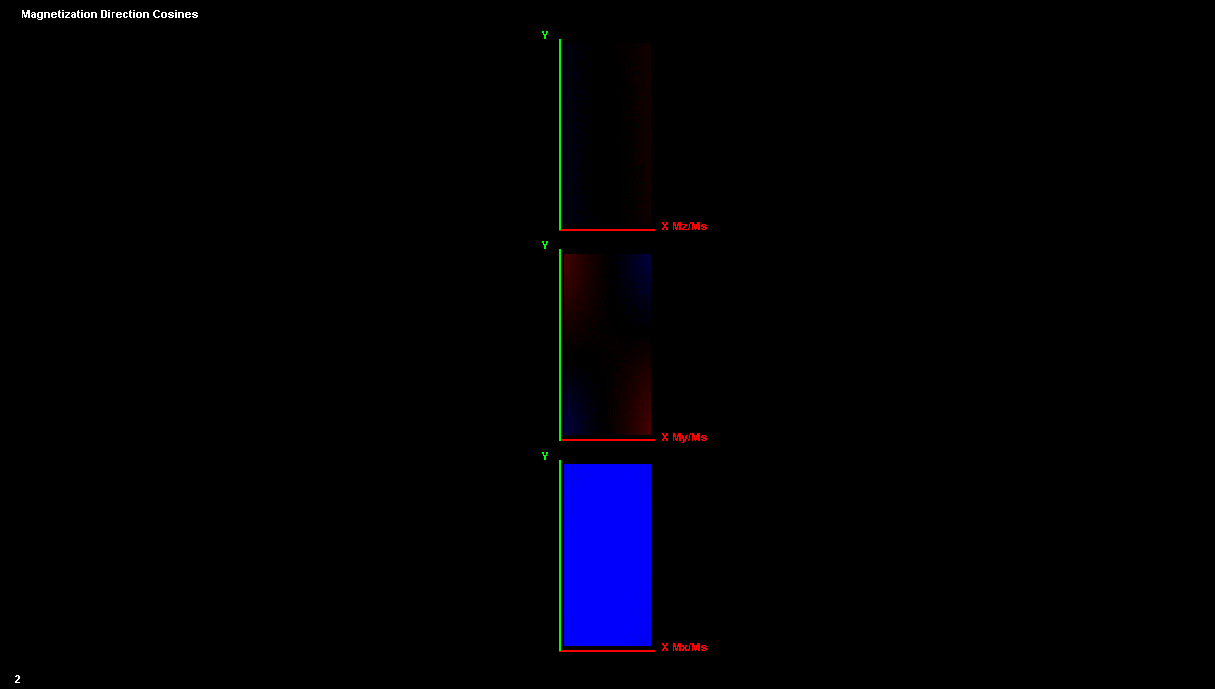 Magnetization Direction Cosines
Y
X Mz/Ms
Y
X My/Ms
Y
X Mx/Ms
2